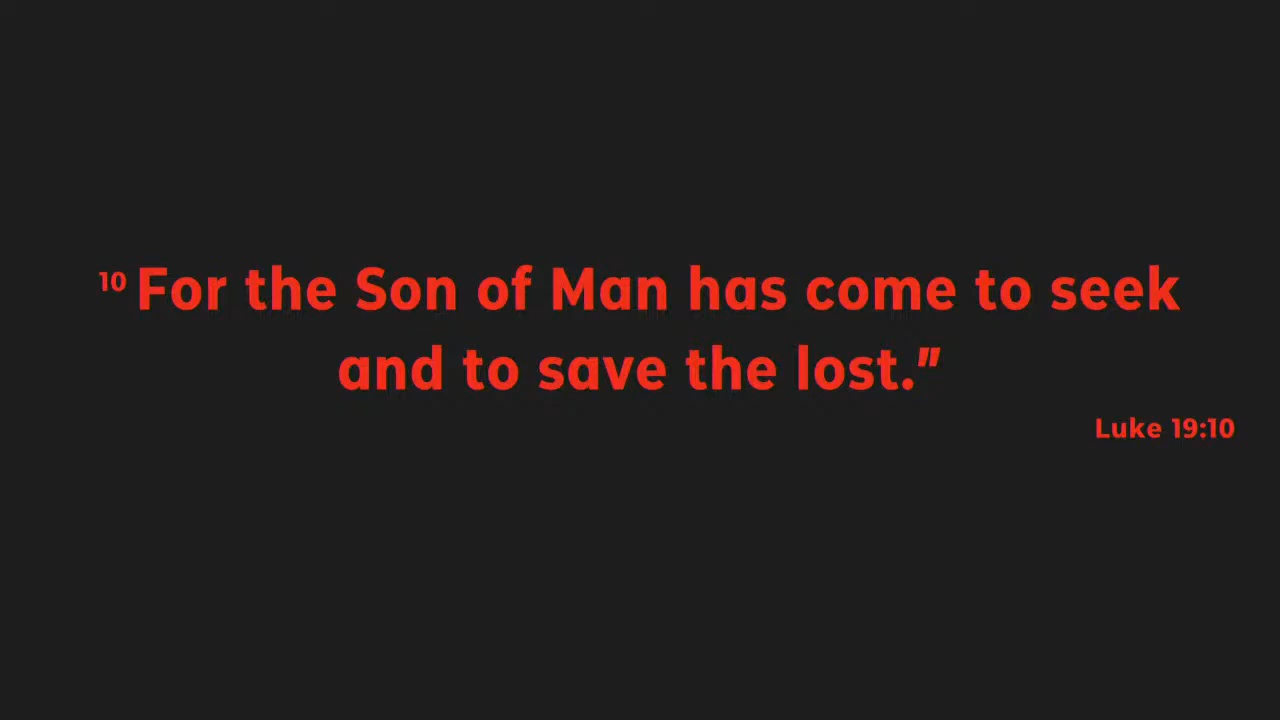 10 For the Son of Man has come to seek
and to save the lost.”
Luke 19:10